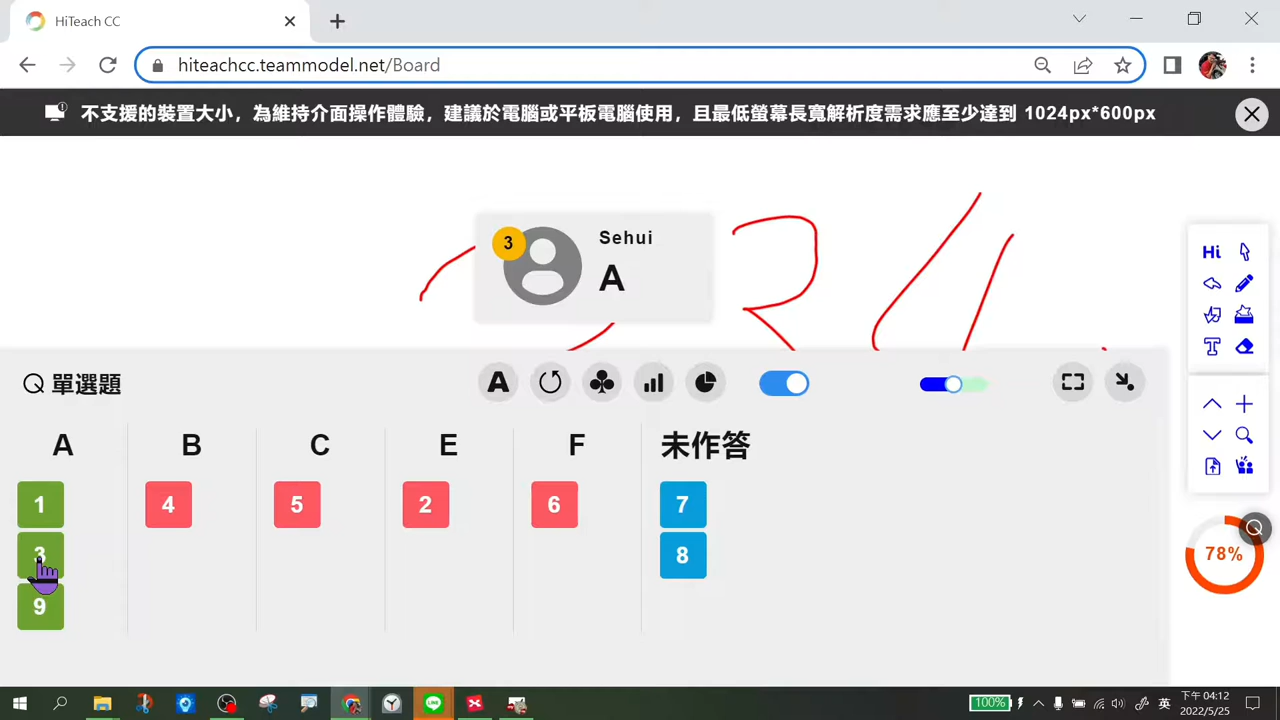 HiTeach CC
hiteachcc.teammodel.net/Board
不支援的裝置大小，為維持介面操作體驗，建議於電腦或平板電腦使用，且最低螢幕長寬解析度需求應至少達到 1024px*600px
3
Sehui
A
Hi
T
單選題
A
A B C E F 未作答
1 4 5 2 6 7
3 8
9
78%
LINE
100%
英
下午 04:12
2022/5/25